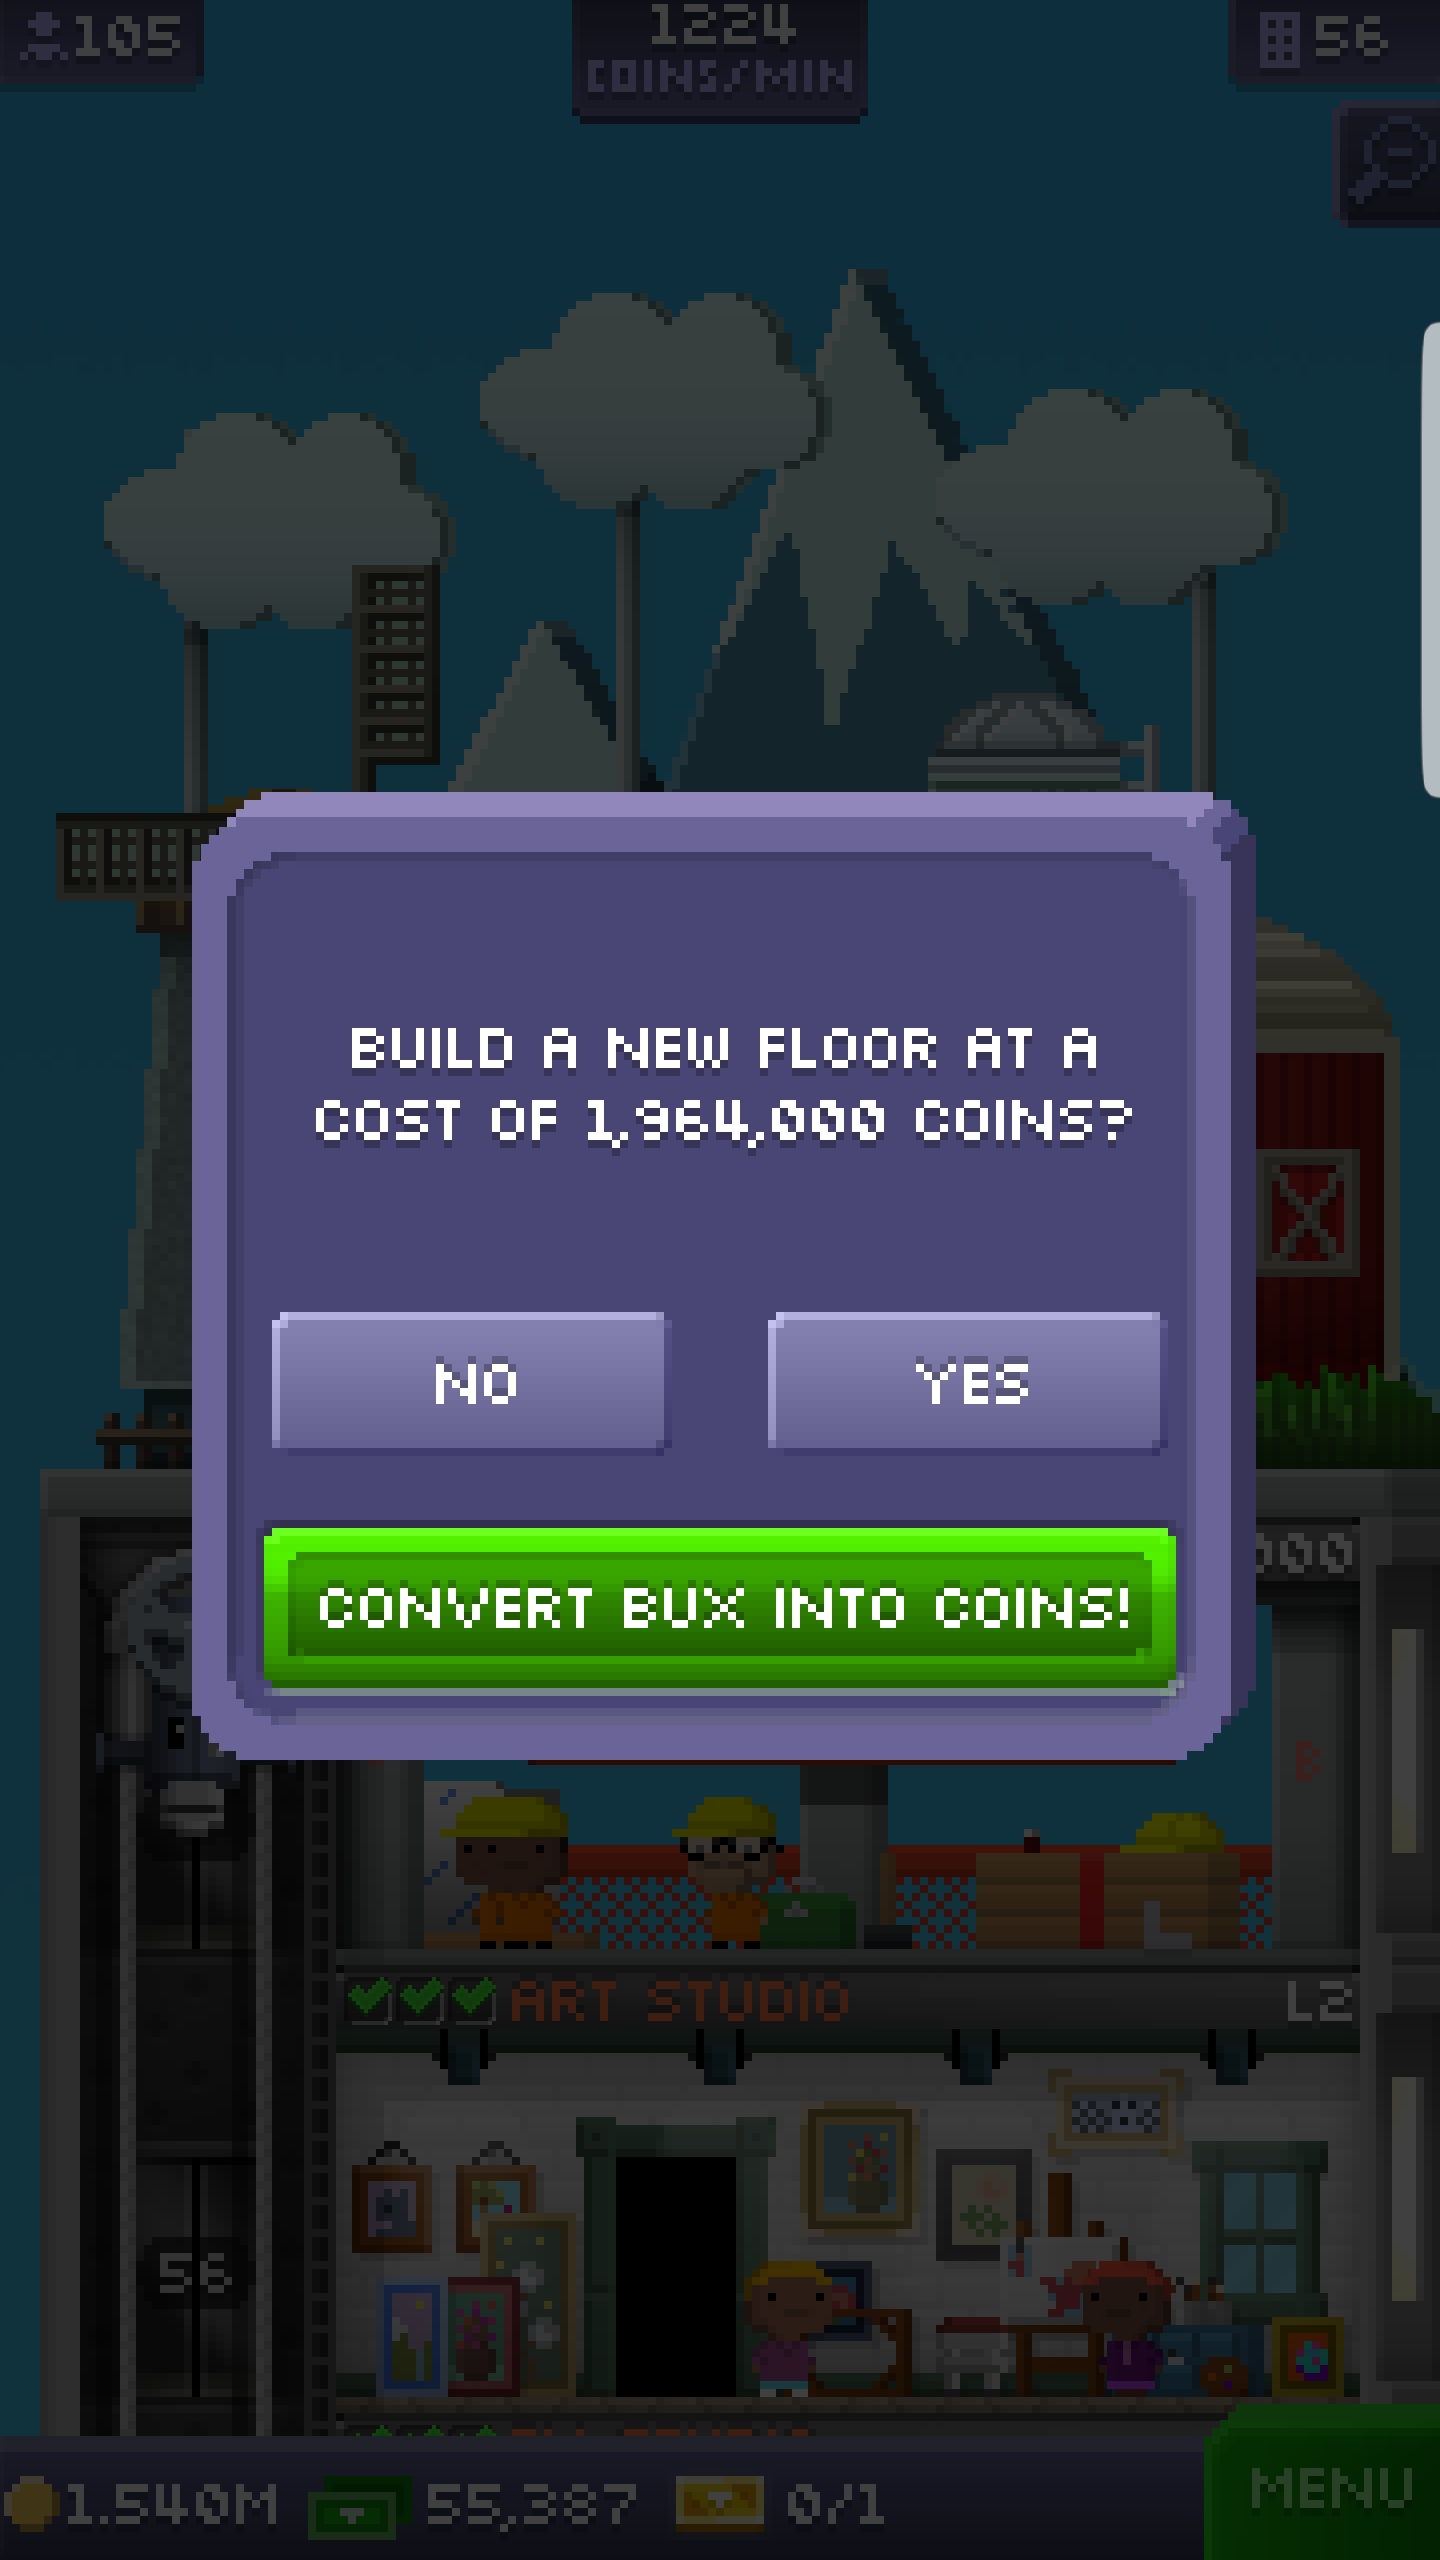 105
1224
COINS/MIN
56
BUILD A NEW FLOOR AT A
COST OF 1,964,000 COINS?
NO
YES
CONVERT BUX INTO COINS!
000
B
ART STUDIO
L2
56
1.540M
55,387
0/1
MENU